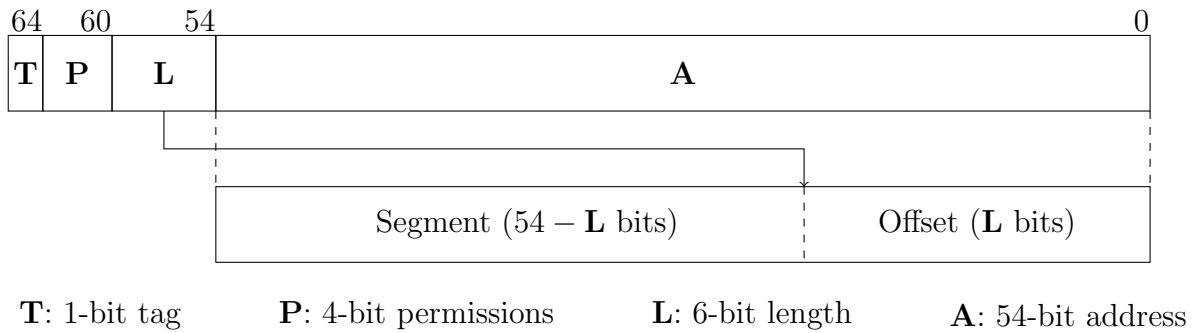 64 60 54 0
T P L A
Segment (54 − L bits) Offset (L bits)
T: 1-bit tag P: 4-bit permissions L: 6-bit length A: 54-bit address